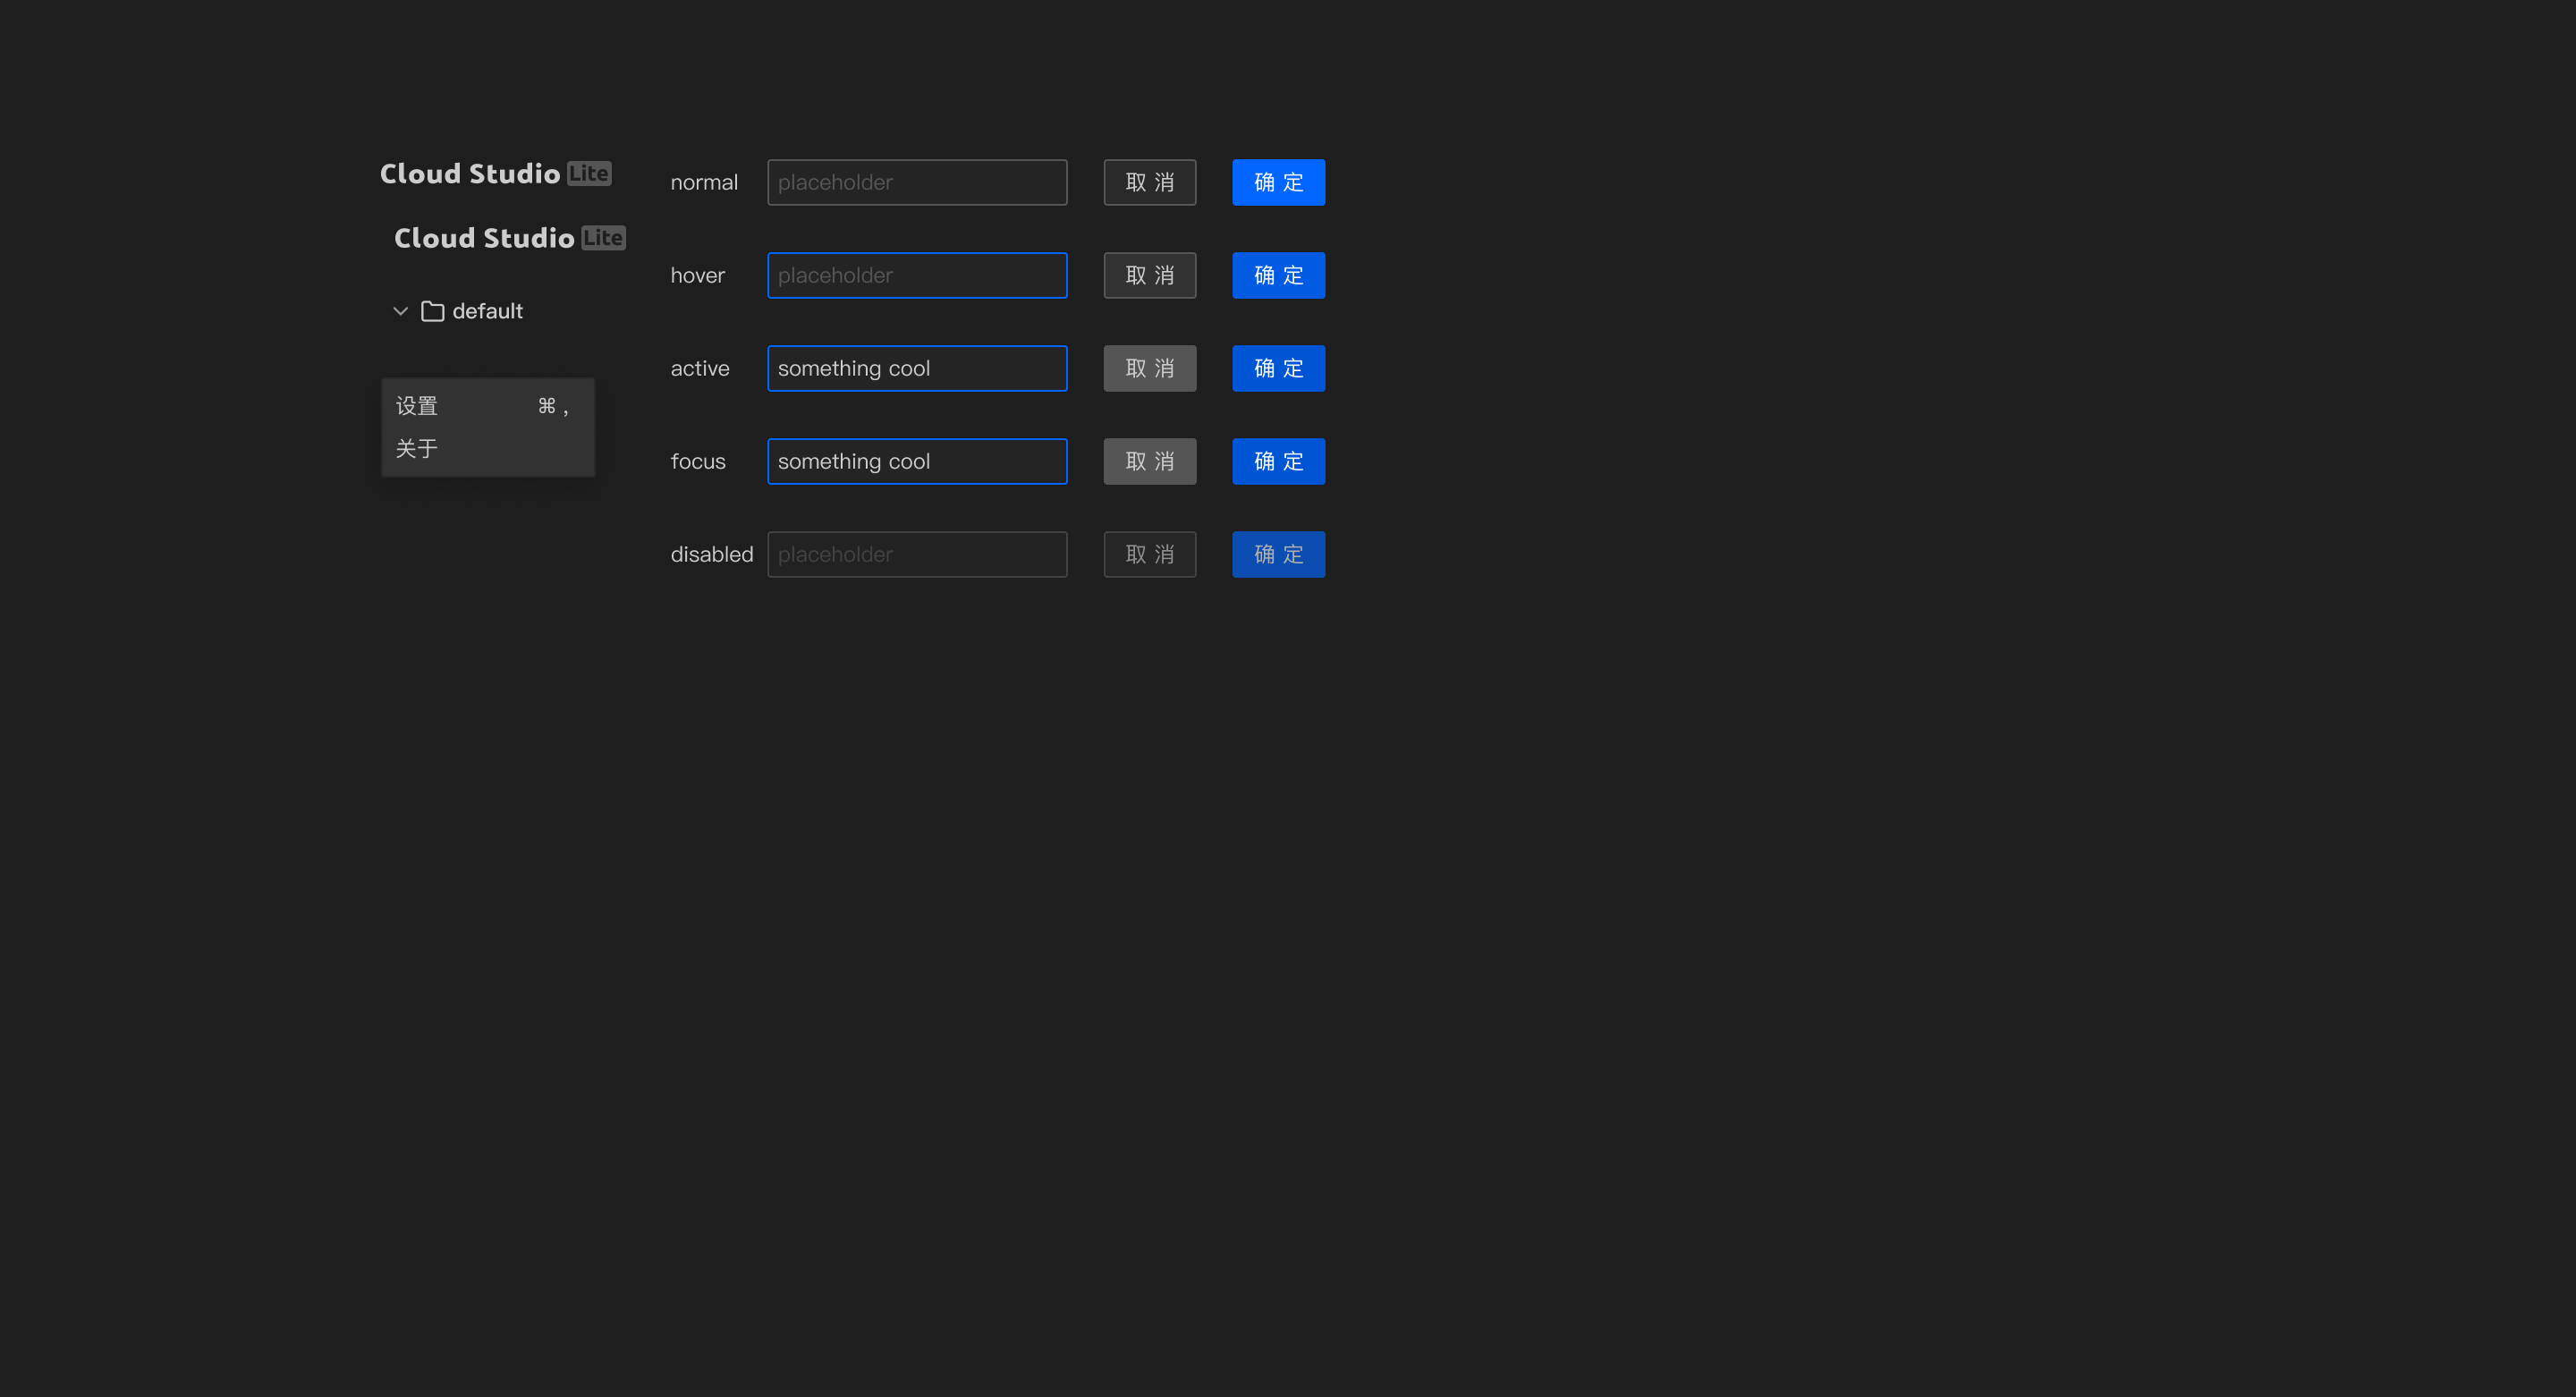 Cloud Studio Lite
Cloud Studio Lite
default
设置 ⌘ ,
关于
normal placeholder 取 消 确 定
hover placeholder 取 消 确 定
active something cool 取 消 确 定
focus something cool 取 消 确 定
disabled placeholder 取 消 确 定